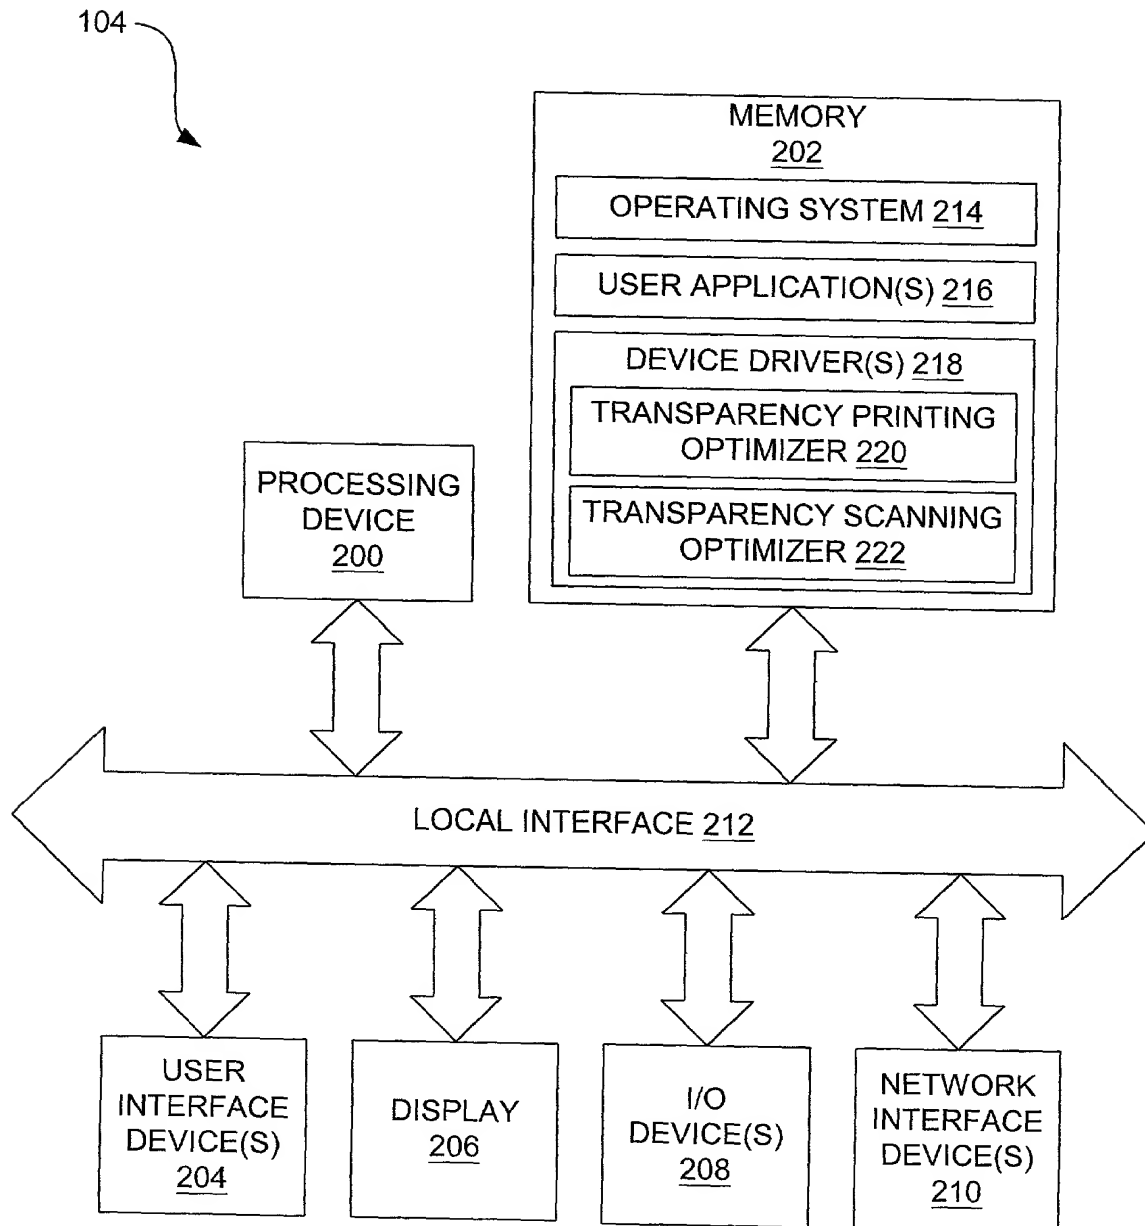 104
MEMORY
202
OPERATING SYSTEM 214
USER APPLICATION(S) 216
DEVICE DRIVER(S) 218
TRANSPARENCY PRINTING
OPTIMIZER 220
TRANSPARENCY SCANNING
OPTIMIZER 222
PROCESSING
DEVICE
200
LOCAL INTERFACE 212
USER
INTERFACE
DEVICE(S)
204
DISPLAY
206
I/O
DEVICE(S)
208
NETWORK
INTERFACE
DEVICE(S)
210